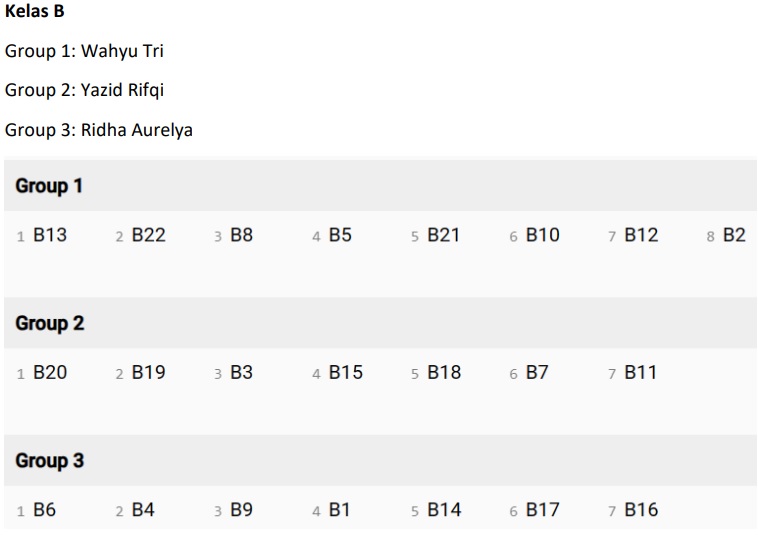 Kelas B
Group 1: Wahyu Tri
Group 2: Yazid Rifqi
Group 3: Ridha Aurelya
Group 1
1 B13 2 B22 3 B8 4 B5 5 B21 6 B10 7 B12 8 B2
Group 2
1 B20 2 B19 3 B3 4 B15 5 B18 6 B7 7 B11
Group 3
1 B6 2 B4 3 B9 4 B1 5 B14 6 B17 7 B16